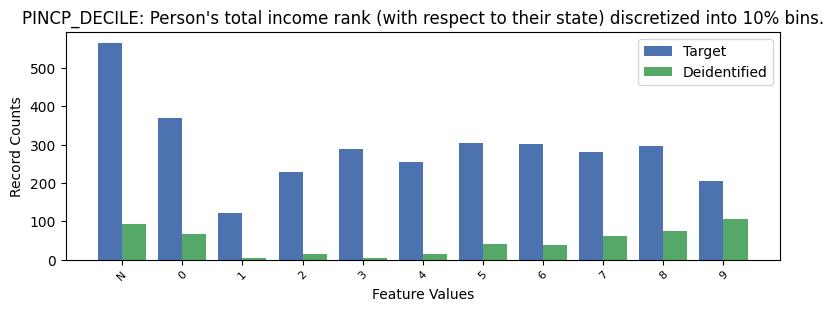 PINCP_DECILE: Person's total income rank (with respect to their state) discretized into 10% bins.
Target
Deidentified
Record Counts
500
400
300
200
100
0
N 0 1 2 3 4 5 6 7 8 9
Feature Values